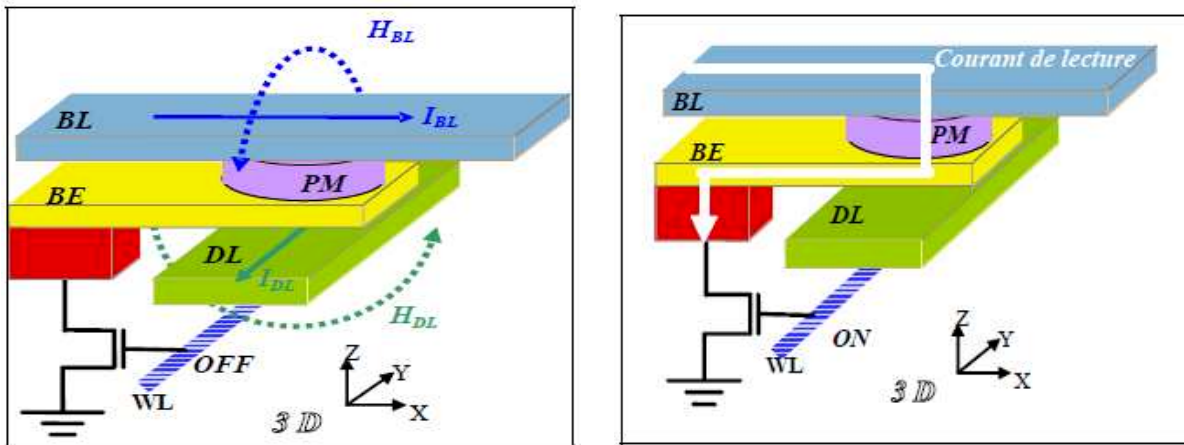 H_BL
BL
I_BL
PM
BE
DL
I_DL
H_DL
OFF
WL
Z
Y
X
3 D
Courant de lecture
BL
PM
BE
DL
ON
WL
Z
Y
X
3 D